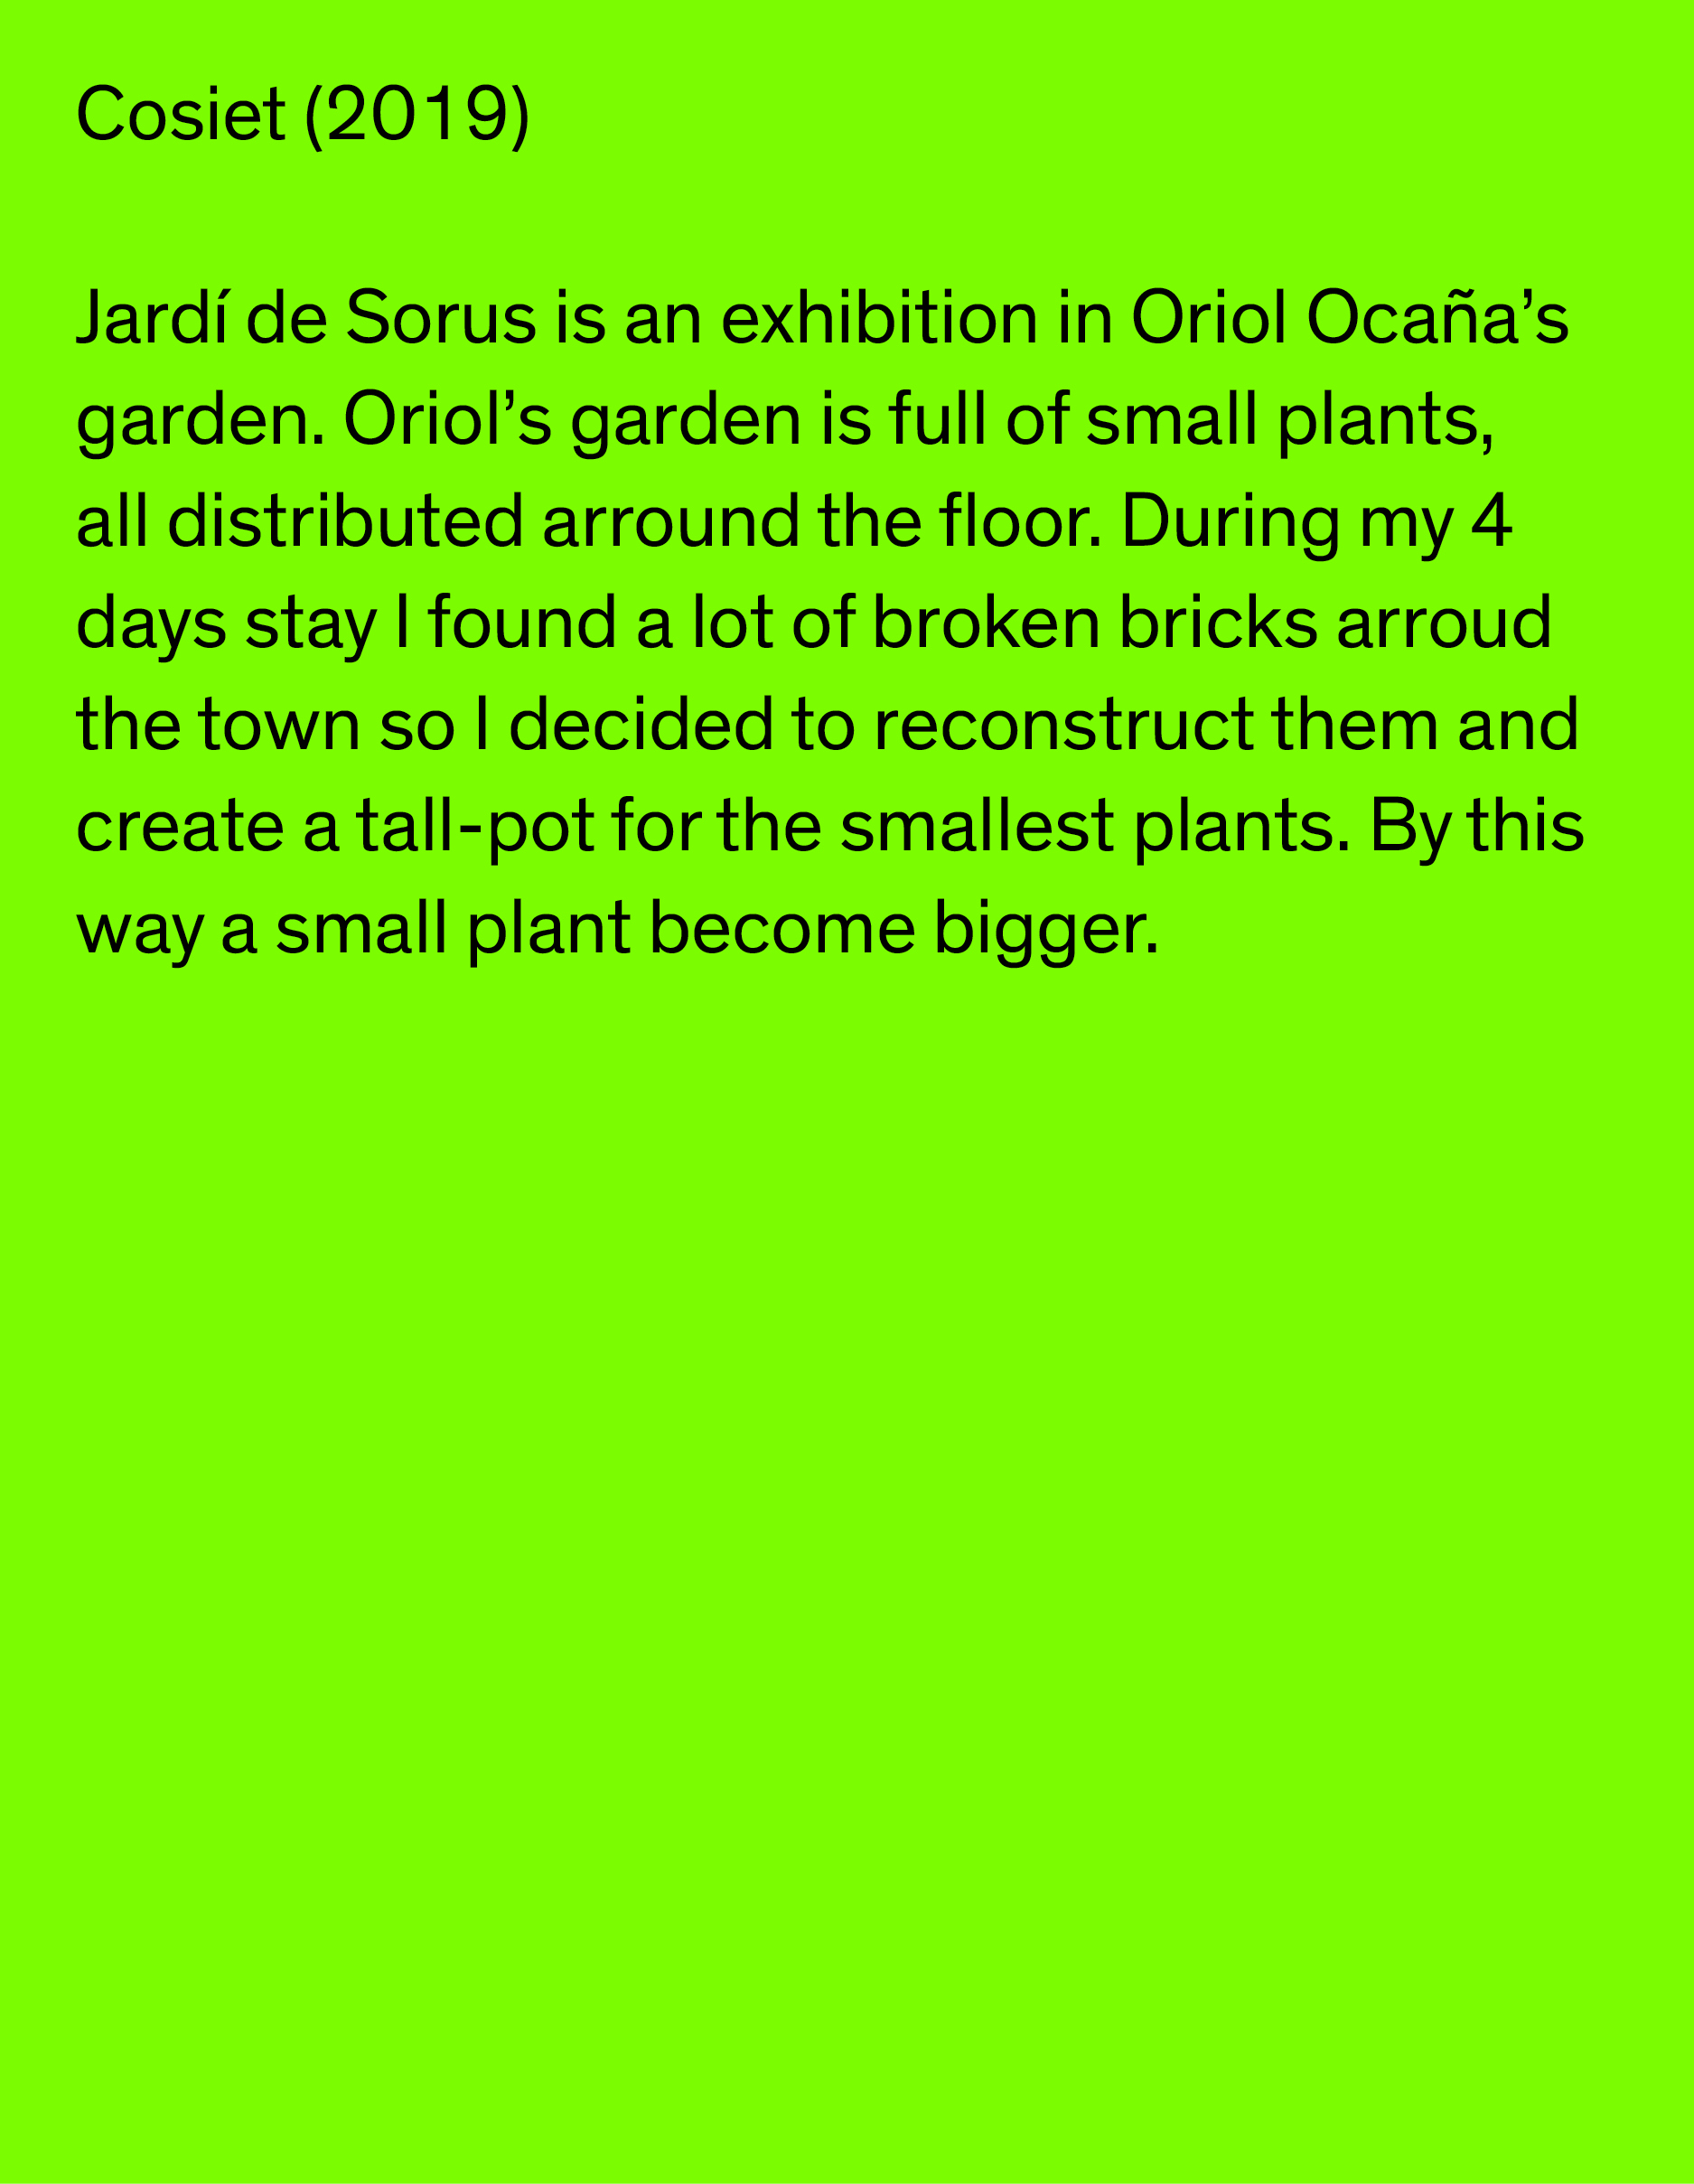 Cosiet (2019)
Jardí de Sorus is an exhibition in Oriol Ocaña’s
garden. Oriol’s garden is full of small plants,
all distributed arround the floor. During my 4
days stay I found a lot of broken bricks arroud
the town so I decided to reconstruct them and
create a tall-pot for the smallest plants. By this
way a small plant become bigger.